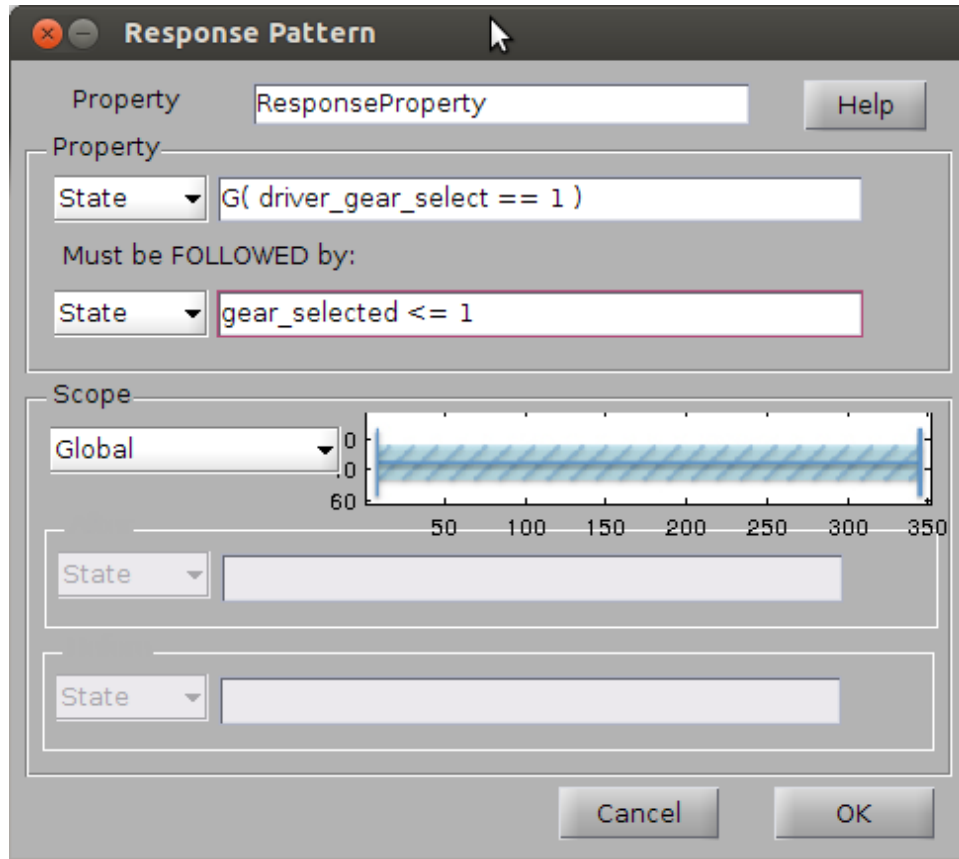 Response Pattern
Property ResponseProperty Help
Property
State G( driver_gear_select == 1 )
Must be FOLLOWED by:
State gear_selected <= 1
Scope
Global
0
.0
60
50 100 150 200 250 300 350
State
State
Cancel OK